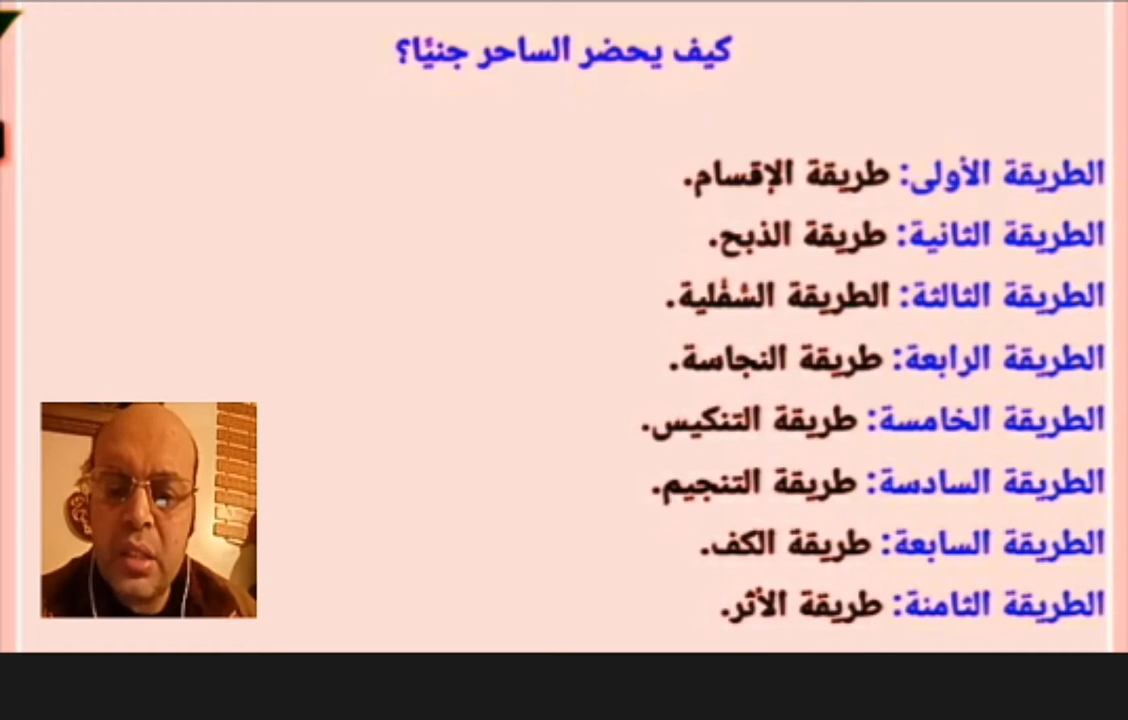 كيف يحضر الساحر جنيًا؟
الطريقة الأولى: طريقة الإقسام.
الطريقة الثانية: طريقة الذبح.
الطريقة الثالثة: الطريقة السُفْلية.
الطريقة الرابعة: طريقة النجاسة.
الطريقة الخامسة: طريقة التنكيس.
الطريقة السادسة: طريقة التنجيم.
الطريقة السابعة: طريقة الكف.
الطريقة الثامنة: طريقة الأثر.